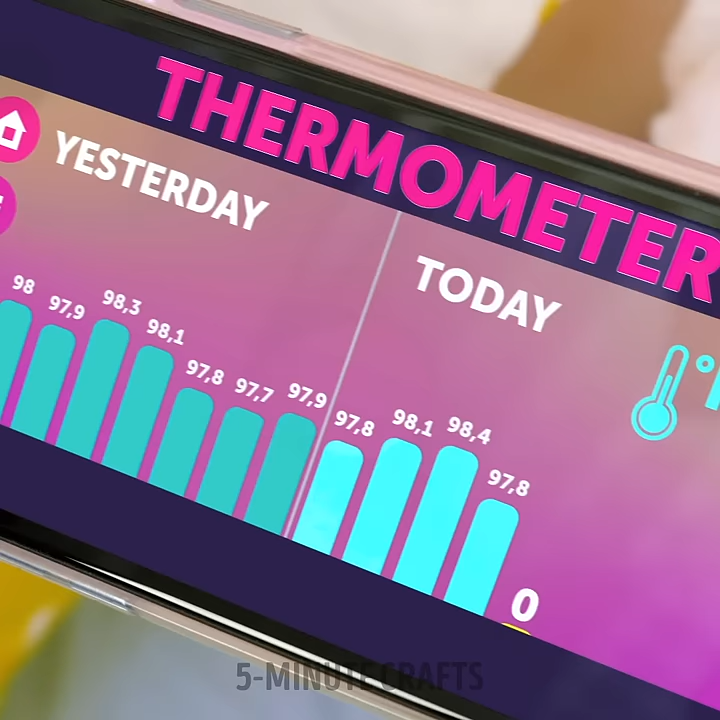 THERMOMETER
YESTERDAY
TODAY
98 97,9 98,3 98,1 97,8 97,7 97,9 97,8 98,1 98,4 97,8
0
5-MINUTE CRAFTS